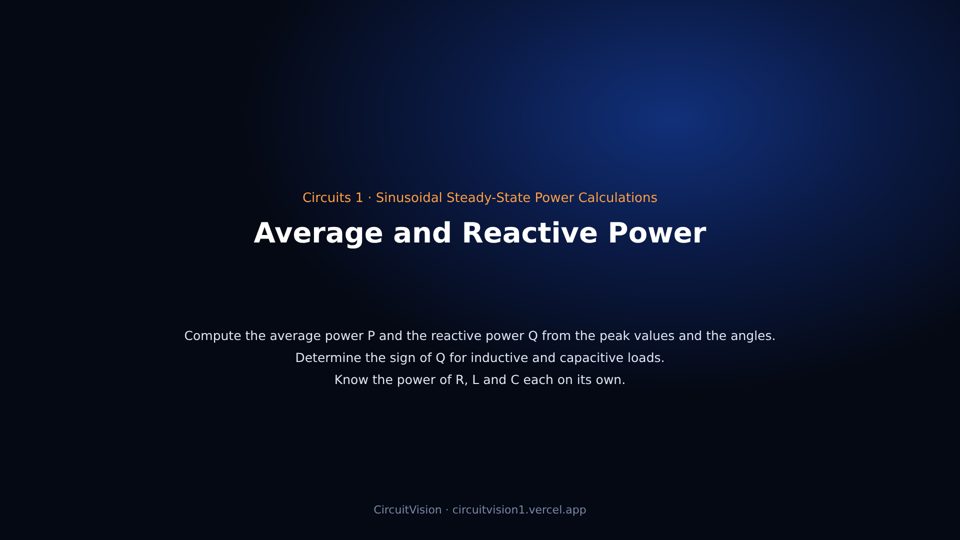 Circuits 1 · Sinusoidal Steady-State Power Calculations
Average and Reactive Power
Compute the average power P and the reactive power Q from the peak values and the angles.
Determine the sign of Q for inductive and capacitive loads.
Know the power of R, L and C each on its own.
CircuitVision · circuitvision1.vercel.app